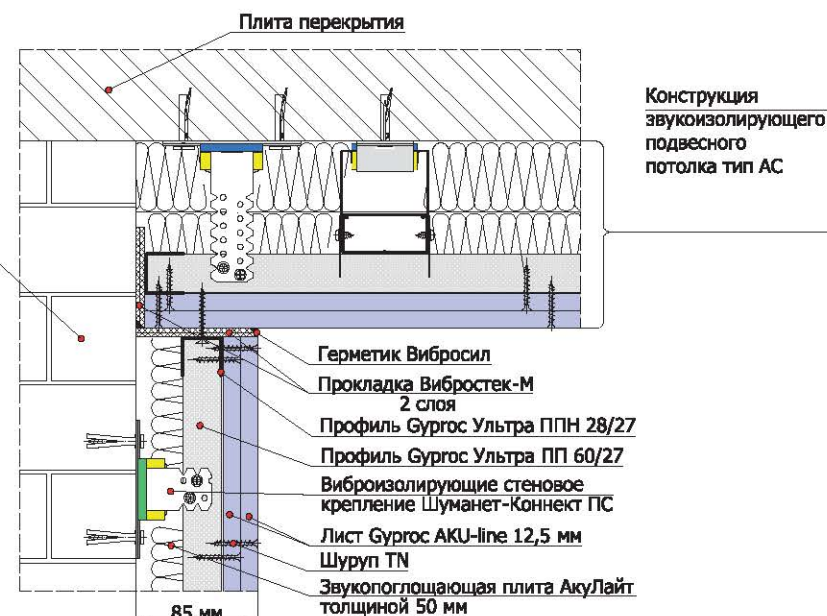 Плита перекрытия
Конструкция
звукоизолирующего
подвесного
потолка тип АС
Герметик Вибросил
Прокладка Вибростек-М
2 слоя
Профиль Gyproc Ультра ППН 28/27
Профиль Gyproc Ультра ПП 60/27
Виброизолирующие стеновое
крепление Шуманет-Коннект ПС
Лист Gyproc AKU-line 12,5 мм
Шуруп TN
Звукопоглощающая плита АкуЛайт
толщиной 50 мм
85 мм